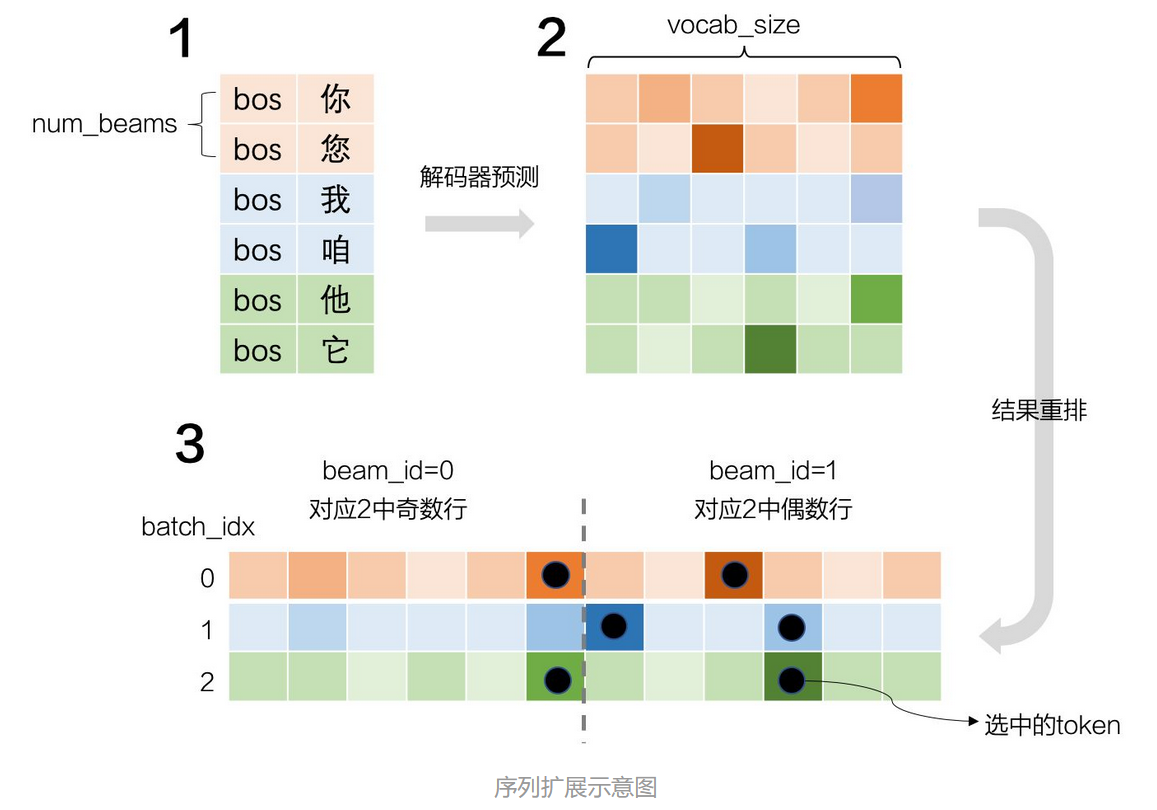 1
num_beams
bos 你
bos 您
bos 我
bos 咱
bos 他
bos 它
解码器预测
2
vocab_size
结果重排
3
beam_id=0
对应2中奇数行
beam_id=1
对应2中偶数行
batch_idx
0
1
2
选中的token
序列扩展示意图